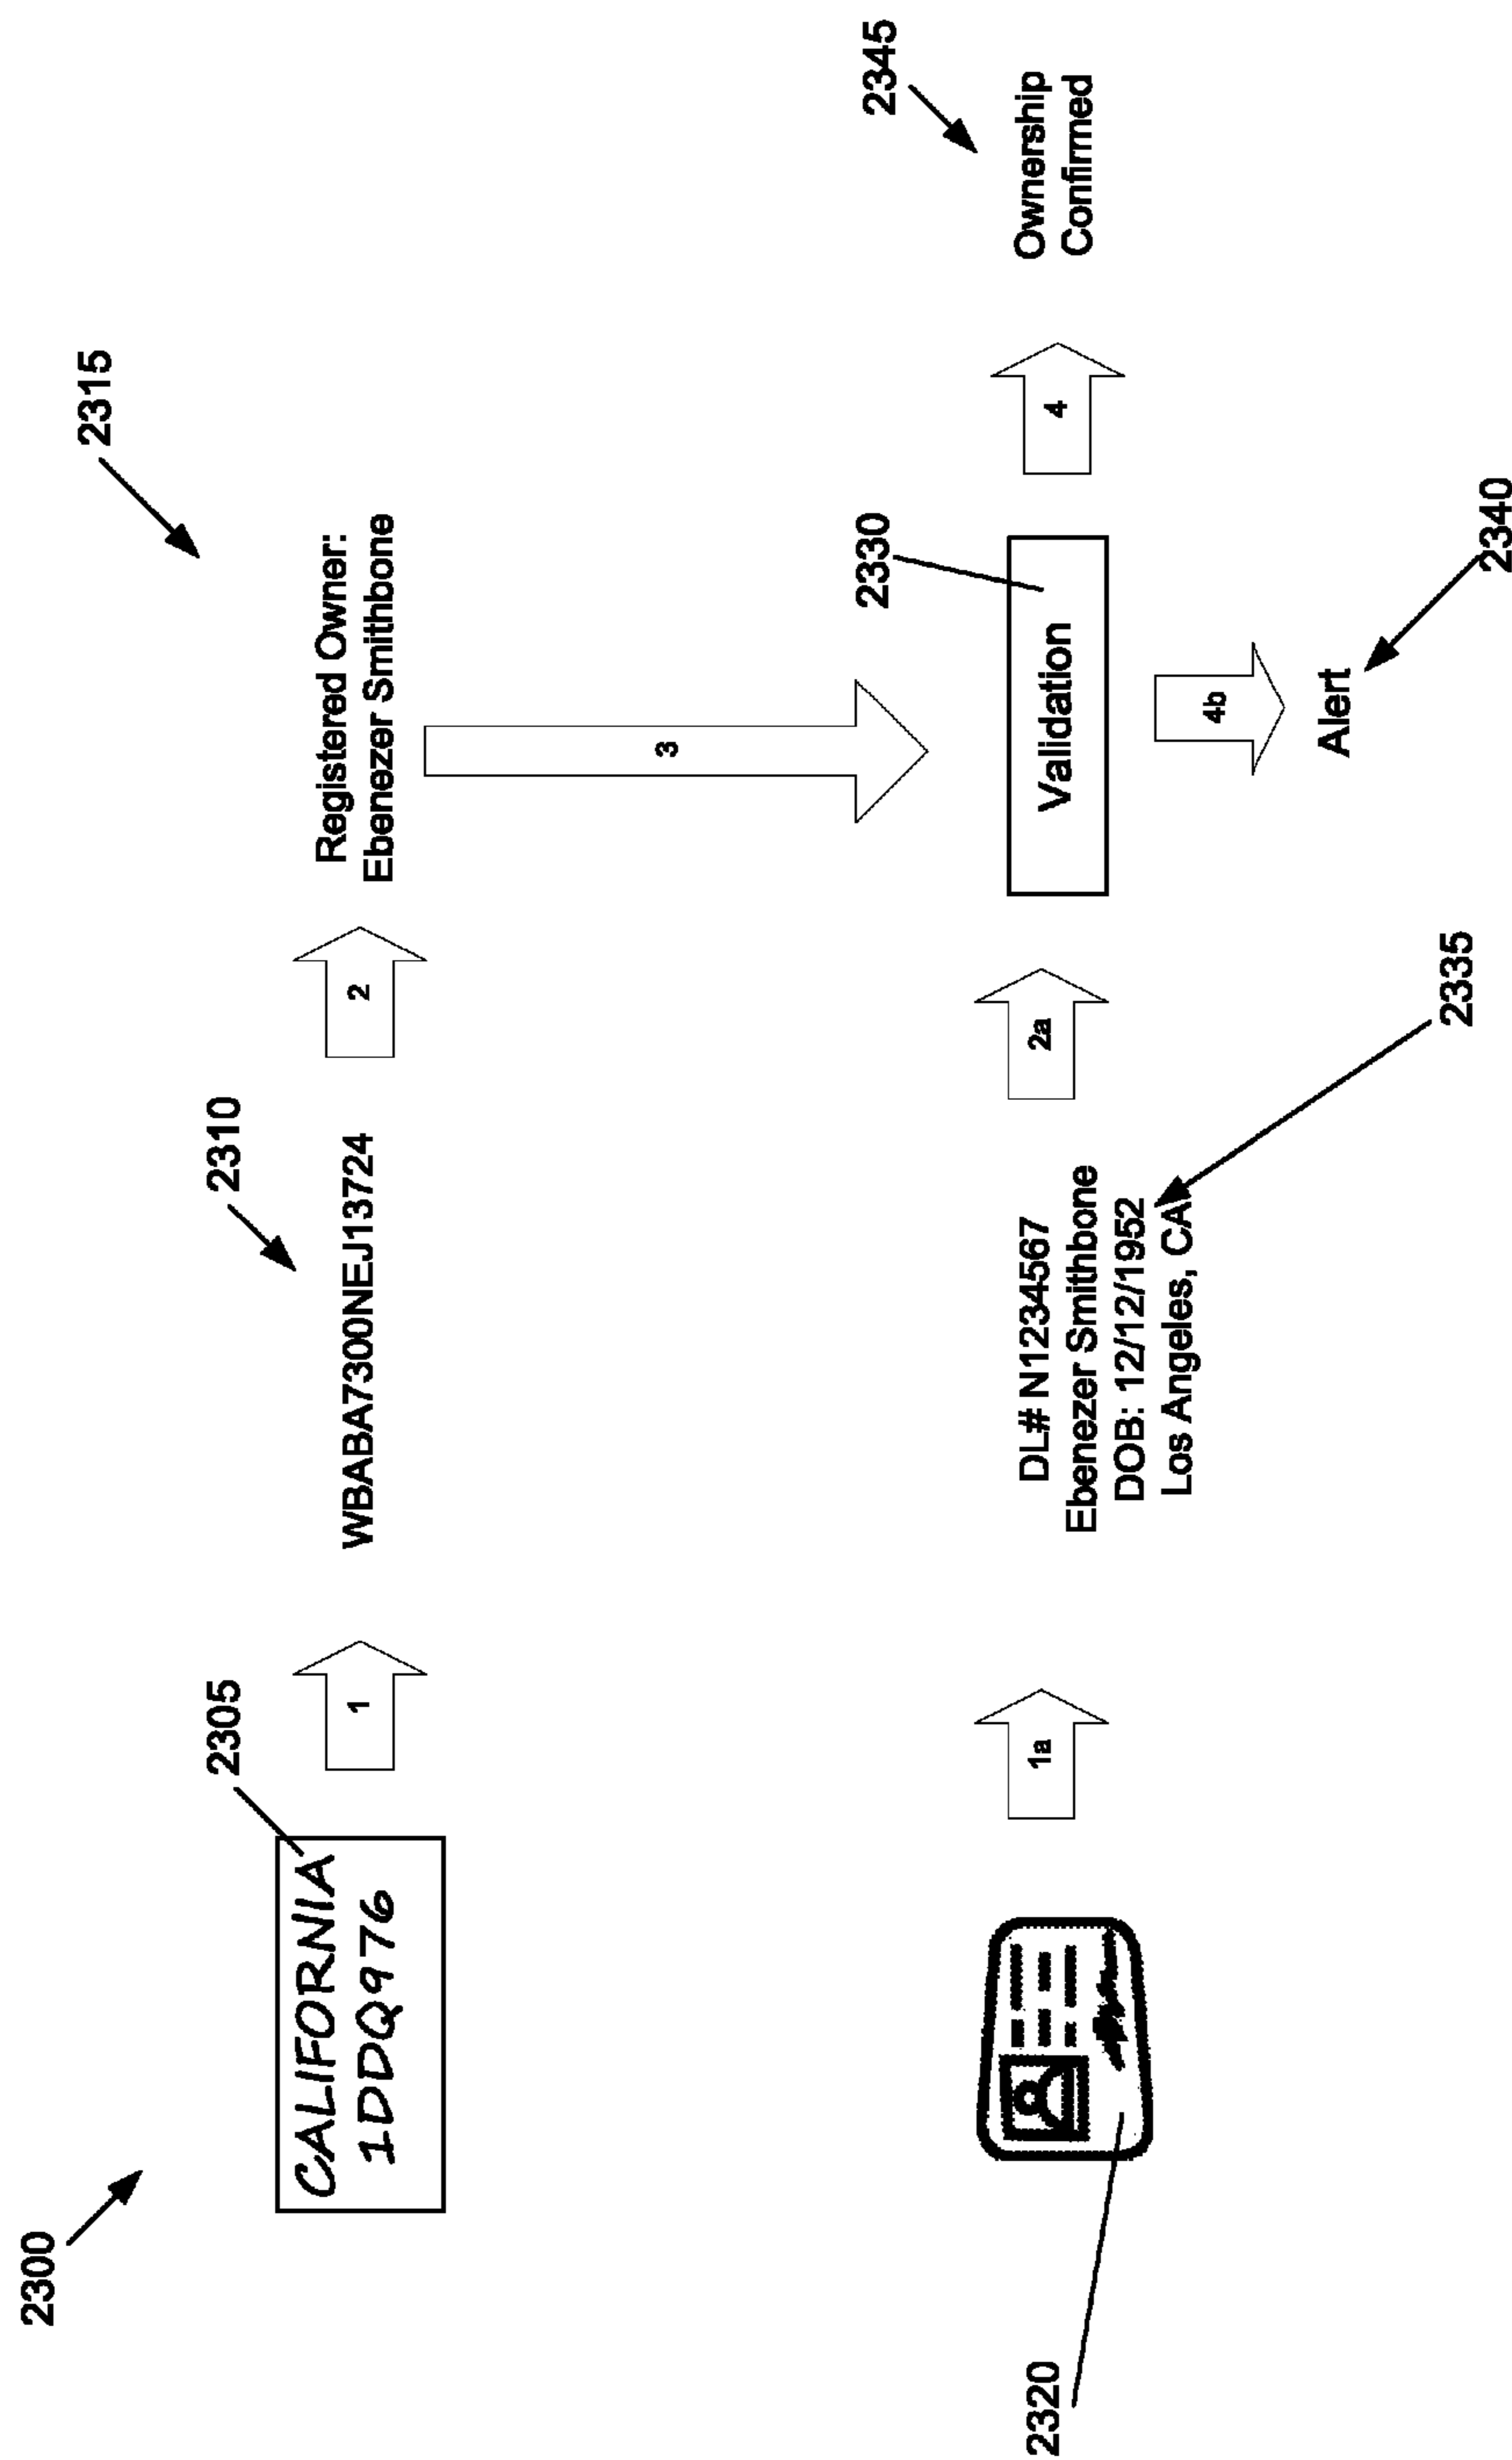 2300
2305
CALIFORNIA
1DDQ976
1
2310
WBABA7300NEJ13724
2
2315
Registered Owner:
Ebenezer Smithbone
3
2320
1a
DL# N1234567
Ebenezer Smithbone
DOB: 12/12/1952
Los Angeles, CA
2335
2a
2330
Validation
4
2345
Ownership
Confirmed
4b
Alert
2340